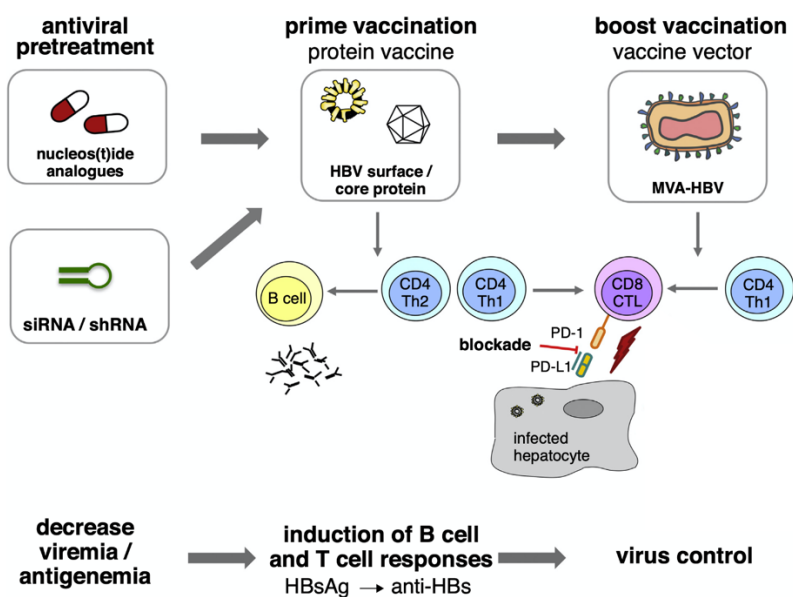 antiviral
pretreatment
prime vaccination
protein vaccine
boost vaccination
vaccine vector
nucleos(t)ide
analogues
HBV surface /
core protein
MVA-HBV
siRNA / shRNA
B cell
CD4
Th2
CD4
Th1
CD8
CTL
CD4
Th1
PD-1
blockade
PD-L1
infected
hepatocyte
decrease
viremia /
antigenemia
induction of B cell
and T cell responses
HBsAg → anti-HBs
virus control